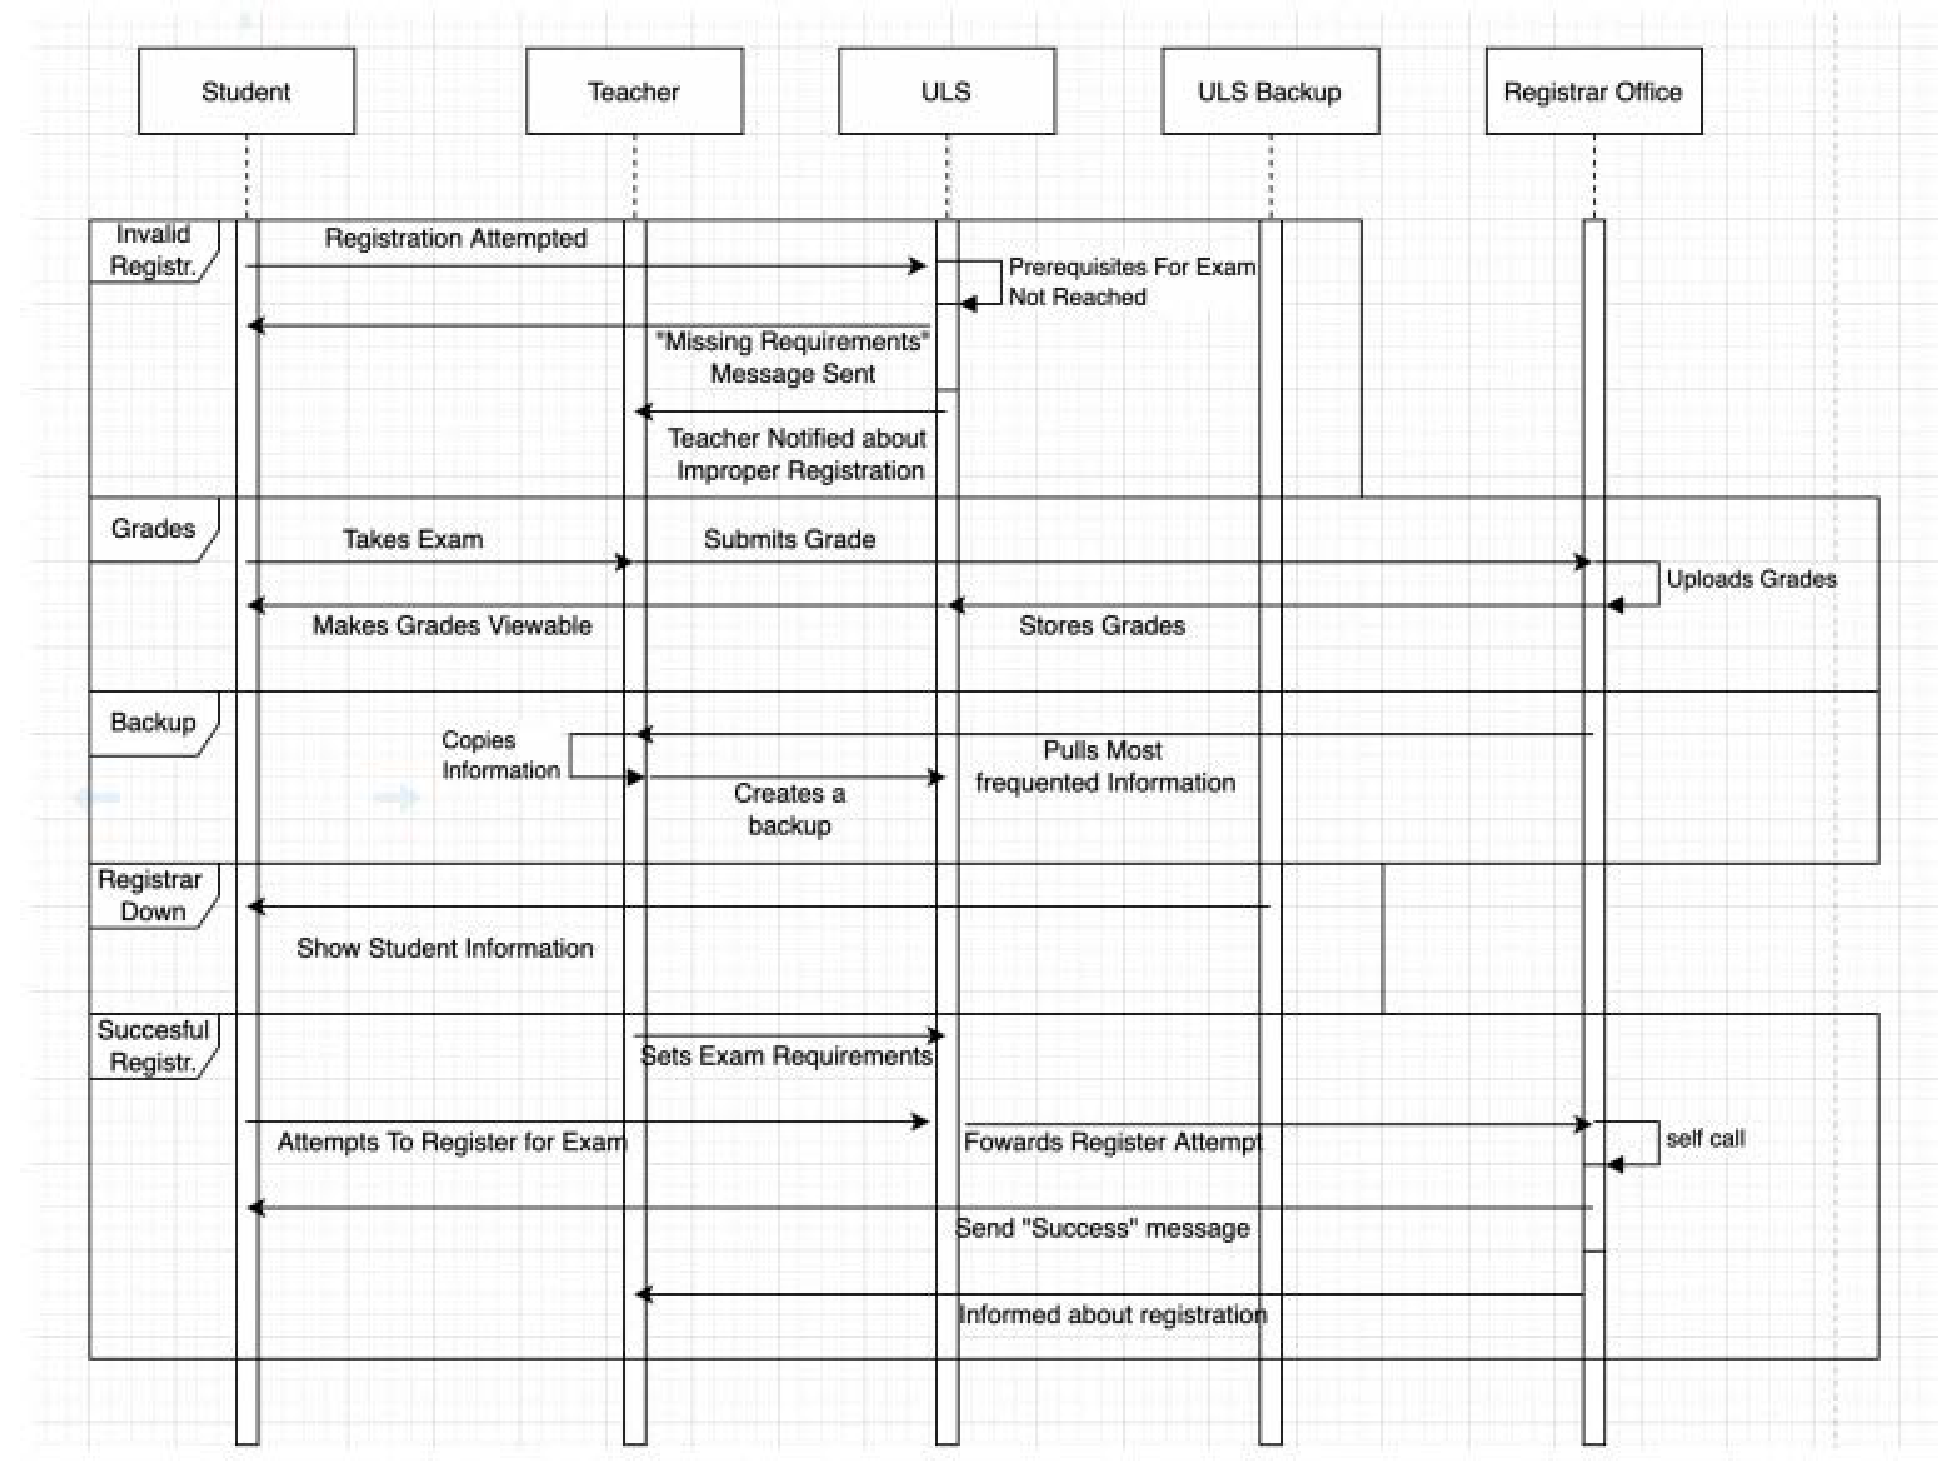 Student
Teacher
ULS
ULS Backup
Registrar Office
Invalid
Registr.
Registration Attempted
Prerequisites For Exam
Not Reached
"Missing Requirements"
Message Sent
Teacher Notified about
Improper Registration
Grades
Takes Exam
Submits Grade
Uploads Grades
Makes Grades Viewable
Stores Grades
Backup
Copies
Information
Pulls Most
frequented Information
Creates a
backup
Registrar
Down
Show Student Information
Succesful
Registr.
Sets Exam Requirements
Attempts To Register for Exam
Fowards Register Attempt
self call
Send "Success" message
Informed about registration